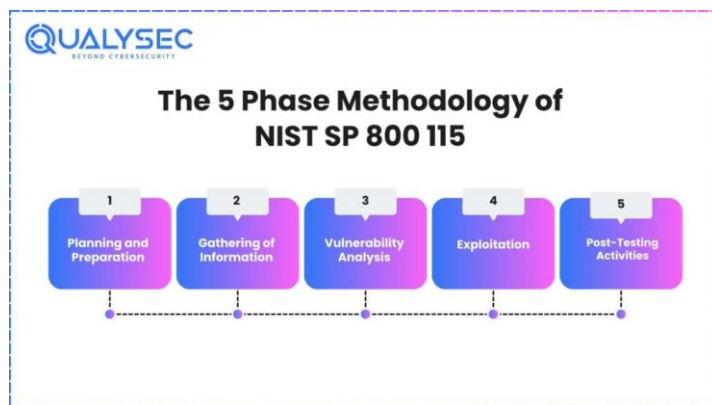 QUALYSEC
BEYOND CYBERSECURITY
The 5 Phase Methodology of
NIST SP 800 115
1
Planning and
Preparation
2
Gathering of
Information
3
Vulnerability
Analysis
4
Exploitation
5
Post-Testing
Activities